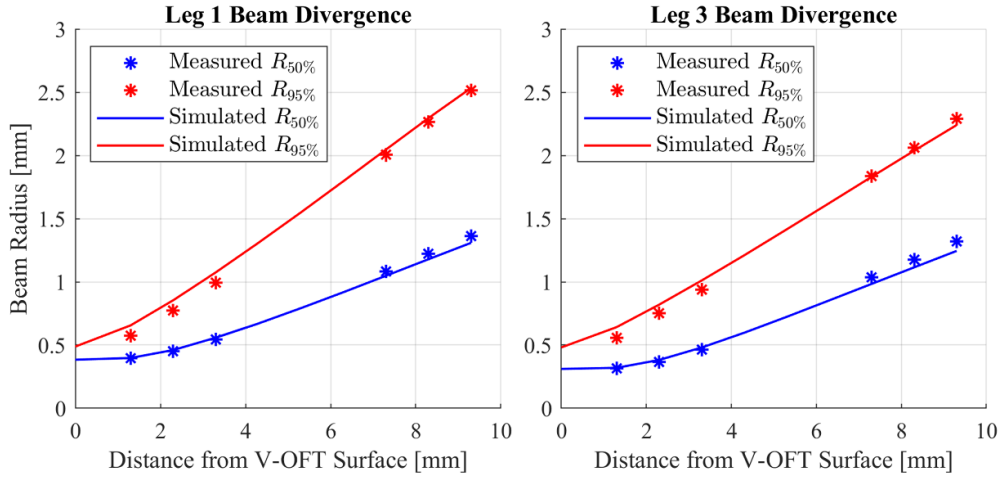 Leg 1 Beam Divergence
Beam Radius [mm]
3
2.5
2
1.5
1
0.5
0
Measured R50%
Measured R95%
Simulated R50%
Simulated R95%
0 2 4 6 8 10
Distance from V-OFT Surface [mm]
Leg 3 Beam Divergence
3
2.5
2
1.5
1
0.5
0
Measured R50%
Measured R95%
Simulated R50%
Simulated R95%
0 2 4 6 8 10
Distance from V-OFT Surface [mm]